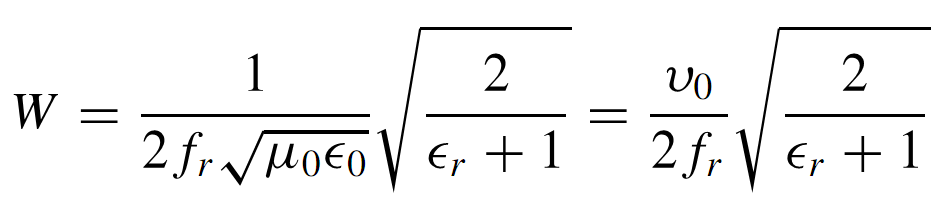 W = \frac{1}{2f_r\sqrt{\mu_0\epsilon_0}}\sqrt{\frac{2}{\epsilon_r + 1}} = \frac{\upsilon_0}{2f_r}\sqrt{\frac{2}{\epsilon_r + 1}}